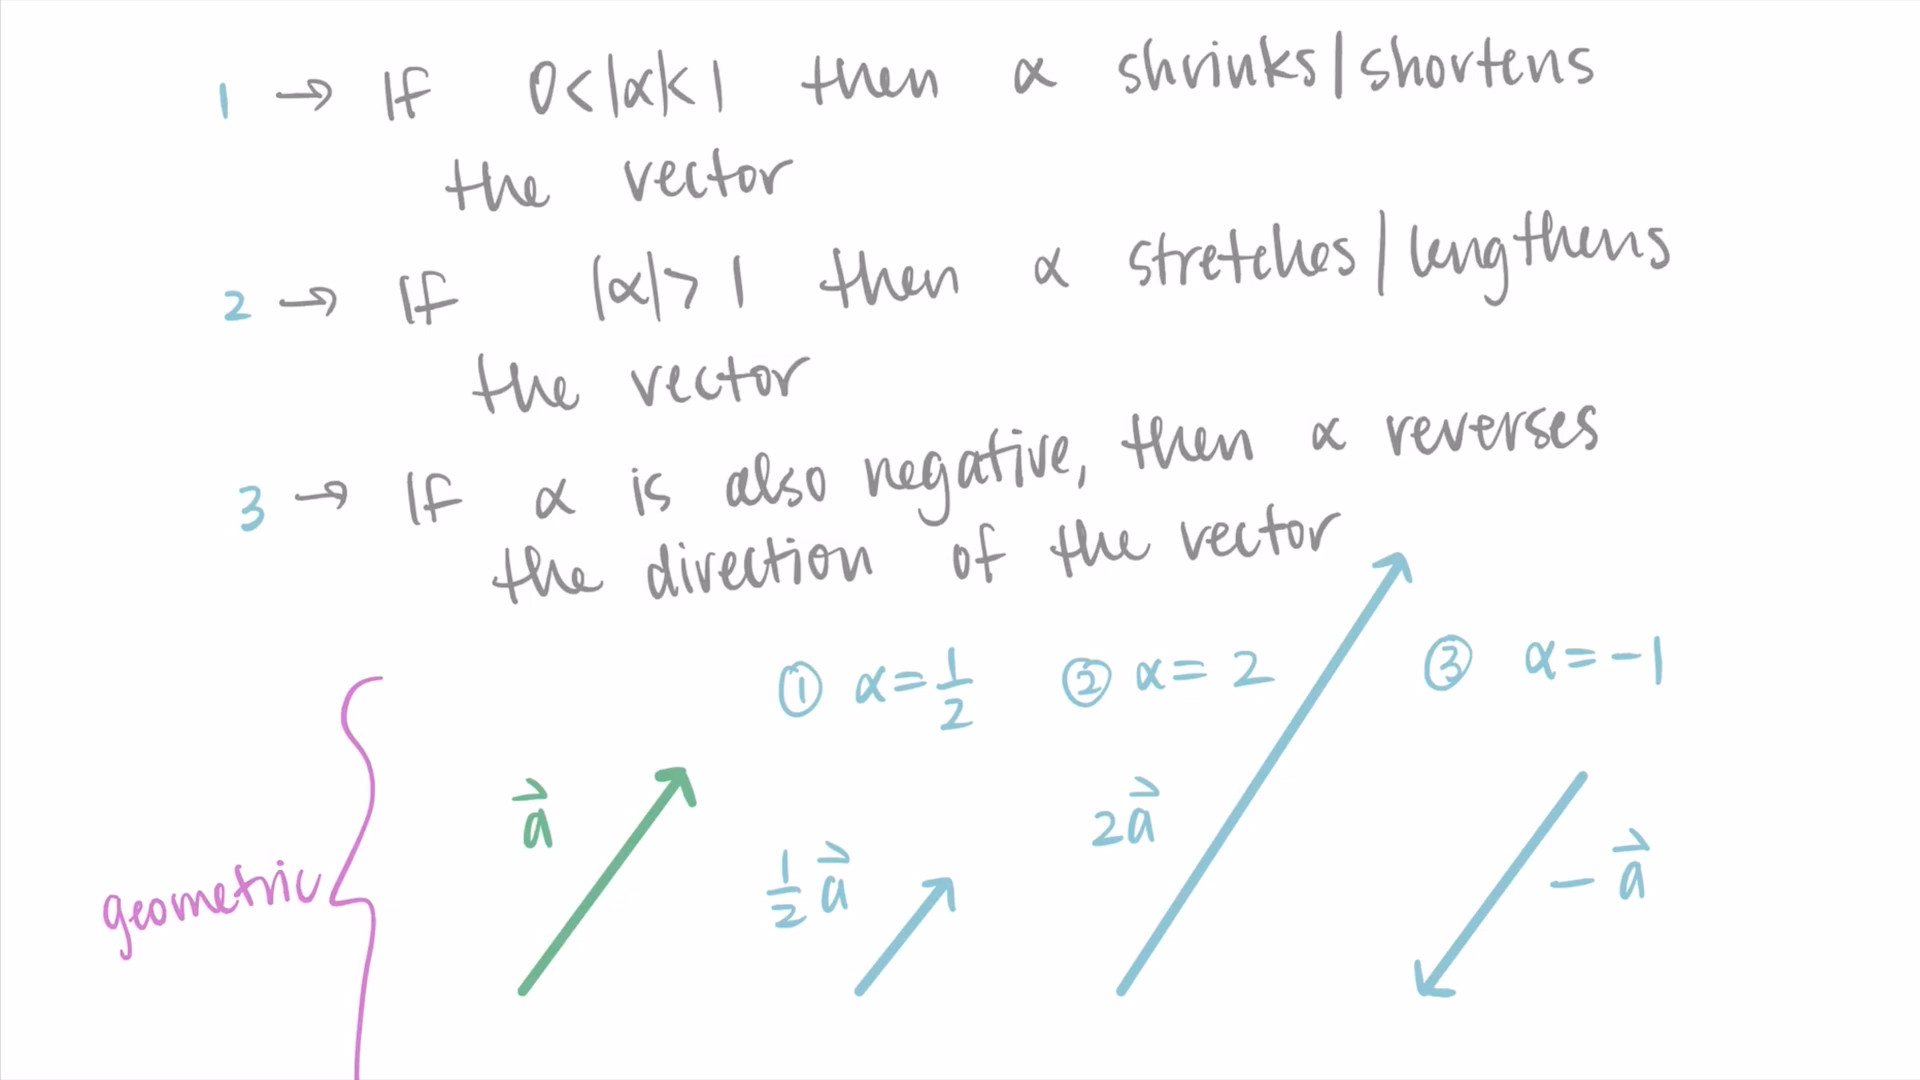 1 → If 0<|α|<1 then α shrinks/shortens
the vector
2 → If |α|>1 then α stretches/lengthens
the vector
3 → If α is also negative, then α reverses
the direction of the vector
① α=1/2 ② α=2 ③ α=-1
a⃗
1/2 a⃗
2a⃗
-a⃗
geometric